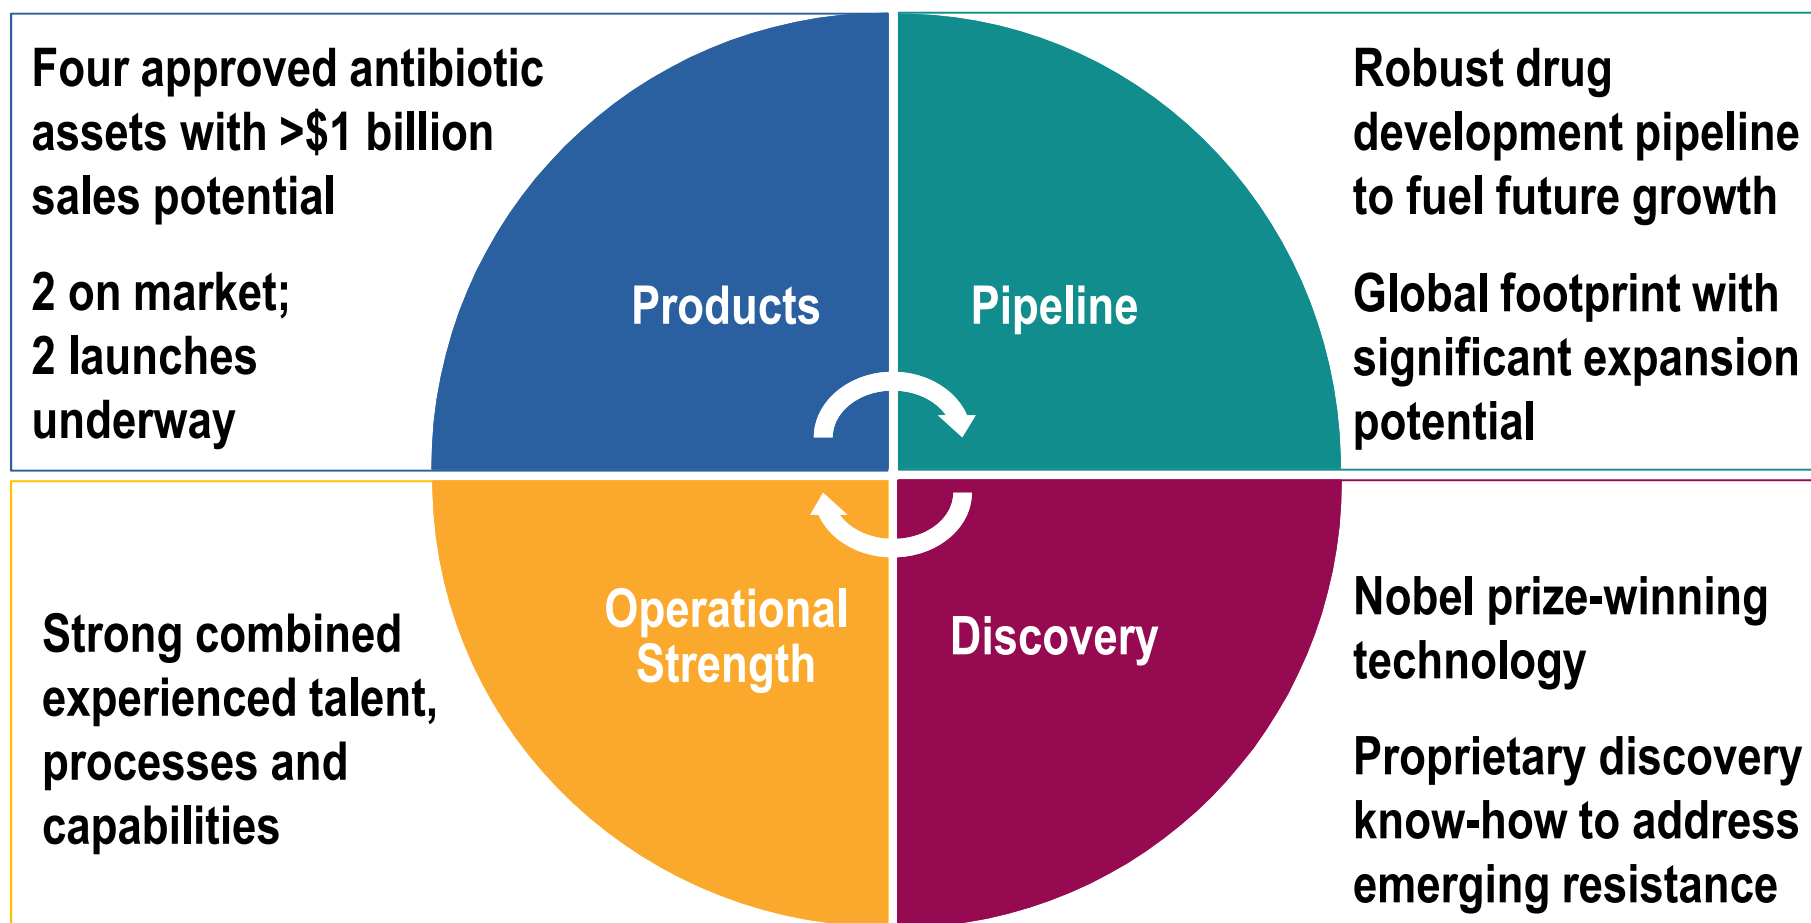 Four approved antibiotic
assets with >$1 billion
sales potential
2 on market;
2 launches
underway
Products
Pipeline
Robust drug
development pipeline
to fuel future growth
Global footprint with
significant expansion
potential
Strong combined
experienced talent,
processes and
capabilities
Operational
Strength
Discovery
Nobel prize-winning
technology
Proprietary discovery
know-how to address
emerging resistance